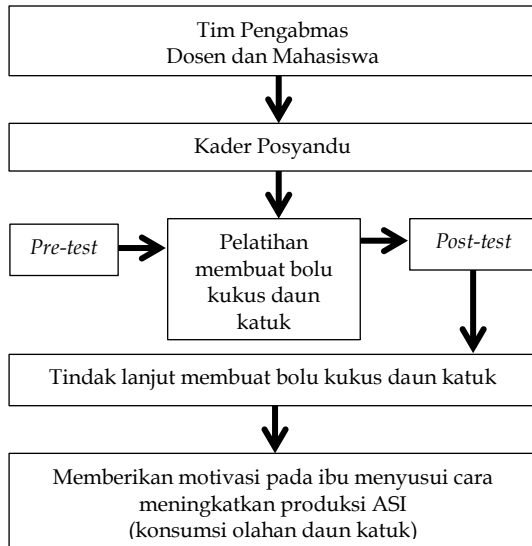 Tim Pengabmas
Dosen dan Mahasiswa
Kader Posyandu
Pre-test
Pelatihan
membuat bolu
kukus daun
katuk
Post-test
Tindak lanjut membuat bolu kukus daun katuk
Memberikan motivasi pada ibu menyusui cara
meningkatkan produksi ASI
(konsumsi olahan daun katuk)